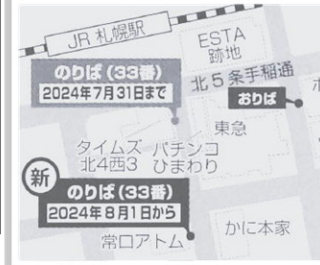 JR 札幌駅
ESTA
跡地
のりば（33番）
2024年7月31日まで
北5条手稲通
おりば
東急
タイムズ
北4西3
パチンコ
ひまわり
新
のりば（33番）
2024年8月1日から
常口アトム
かに本家